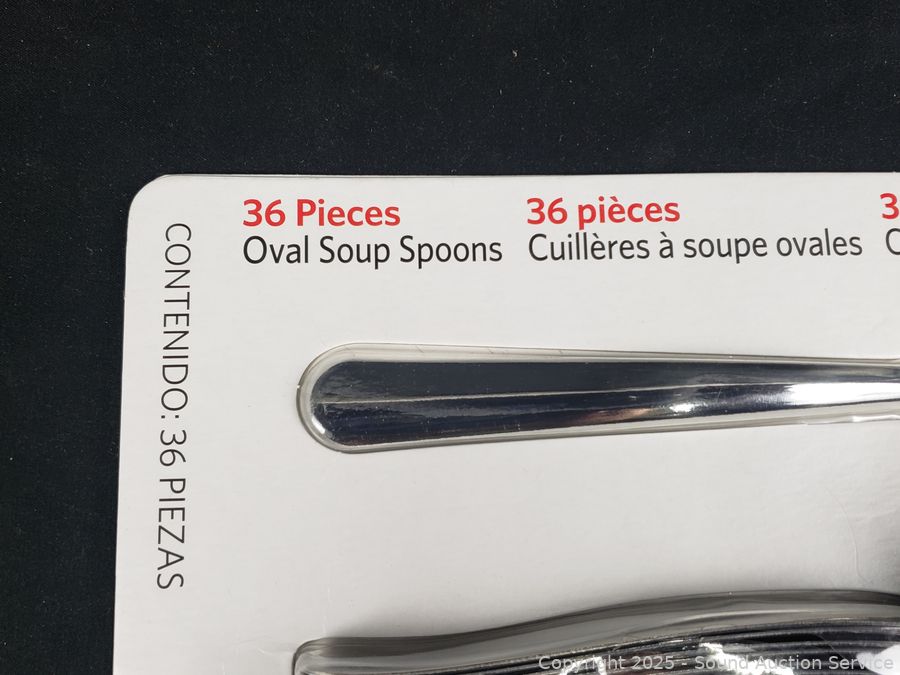 36 Pieces
Oval Soup Spoons
36 pièces
Cuillères à soupe ovales
CONTENIDO: 36 PIEZAS
Copyright 2025 - Sound Auction Service